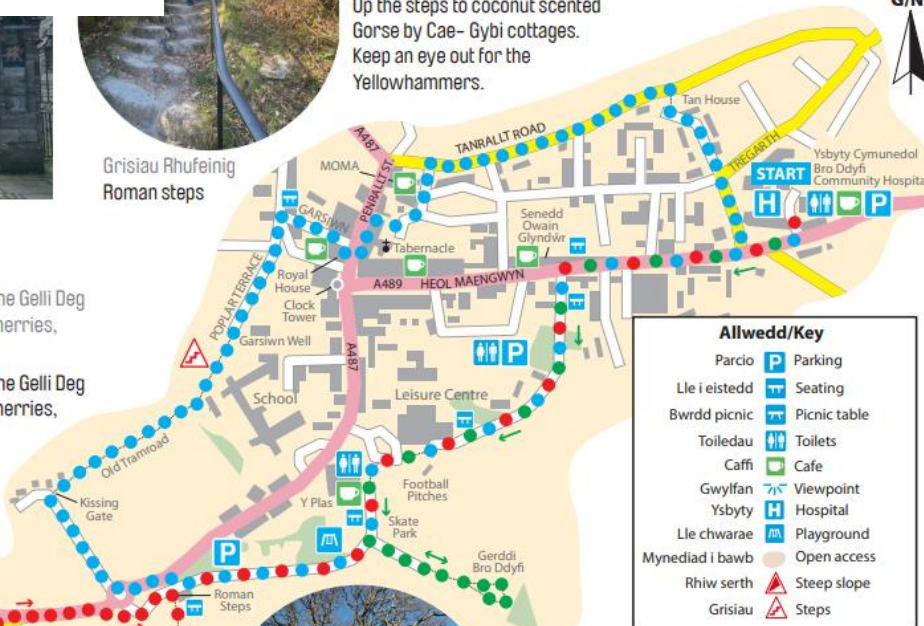 Up the steps to coconut scented
Gorse by Cae- Gybi cottages.
Keep an eye out for the
Yellowhammers.
G/N
Grisiau Rhufeinig
Roman steps
ne Gelli Deg
herries,
ne Gelli Deg
herries,
A487
MOMA
PENRALLT ST.
TANRALLT ROAD
Tan House
TREGARTH
START
Ysbyty Cymunedol
Bro Ddyfi
Community Hospita
H
P
GARSIWN
Tabernacle
Senedd
Owain
Glyndŵr
Royal
House
A489 HEOL MAENGWYN
Clock
Tower
POPLAR TERRACE
Garsiwn Well
A487
P
School
Leisure Centre
Old Tramroad
Kissing
Gate
Y Plas
Football
Pitches
Skate
Park
P
Gerddi
Bro Ddyfi
Roman
Steps
Allwedd/Key
Parcio P Parking
Lle i eistedd Seating
Bwrdd picnic Picnic table
Toiledau Toilets
Caffi Cafe
Gwylfan Viewpoint
Ysbyty H Hospital
Lle chwarae Playground
Mynediad i bawb Open access
Rhiw serth Steep slope
Grisiau Steps